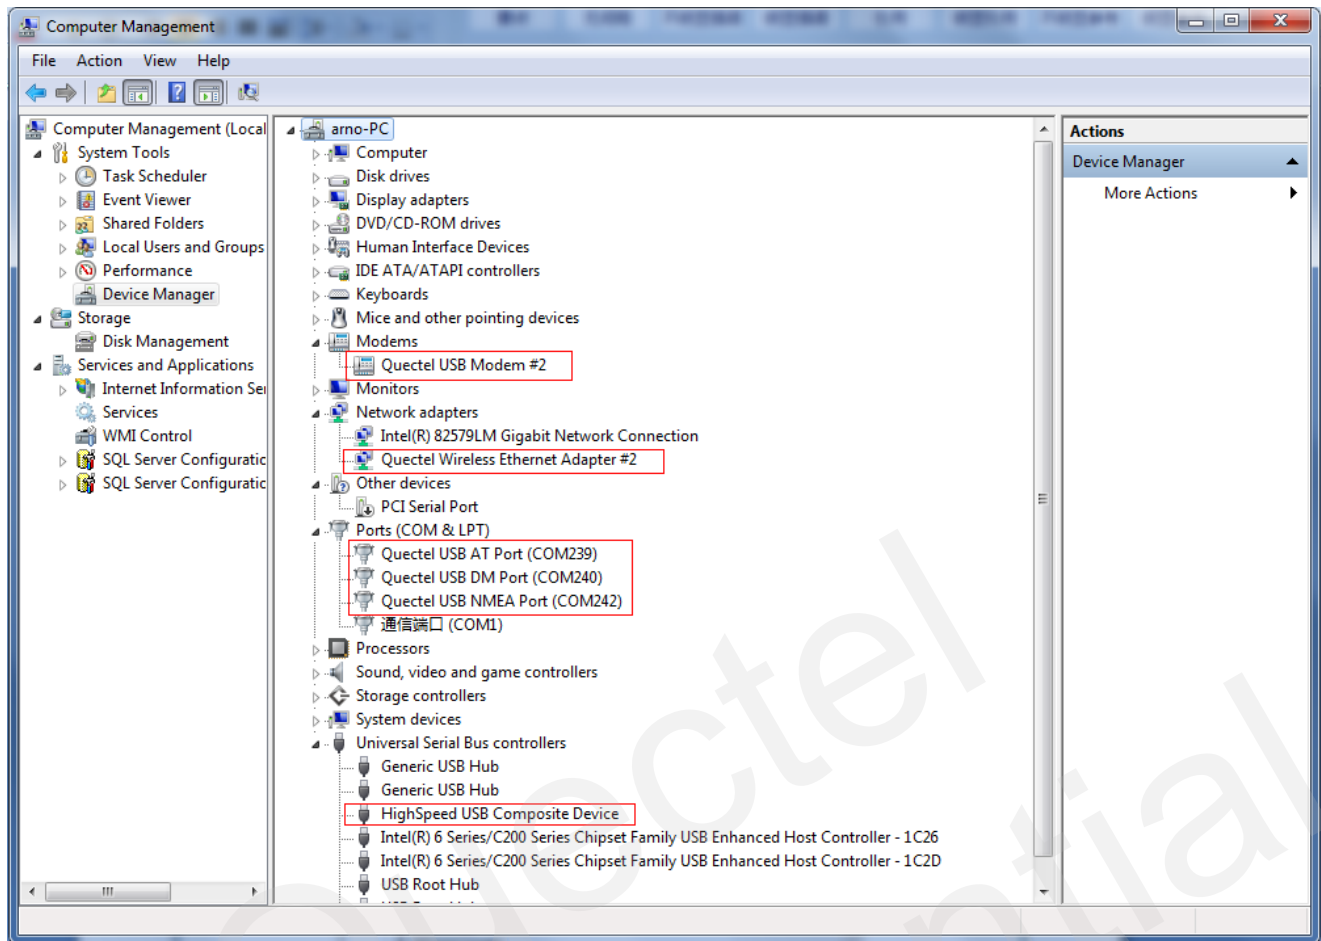 Computer Management
File Action View Help
Computer Management (Local
System Tools
Task Scheduler
Event Viewer
Shared Folders
Local Users and Groups
Performance
Device Manager
Storage
Disk Management
Services and Applications
Internet Information Ser
Services
WMI Control
SQL Server Configuratic
SQL Server Configuratic
arno-PC
Computer
Disk drives
Display adapters
DVD/CD-ROM drives
Human Interface Devices
IDE ATA/ATAPI controllers
Keyboards
Mice and other pointing devices
Modems
Quectel USB Modem #2
Monitors
Network adapters
Intel(R) 82579LM Gigabit Network Connection
Quectel Wireless Ethernet Adapter #2
Other devices
PCI Serial Port
Ports (COM & LPT)
Quectel USB AT Port (COM239)
Quectel USB DM Port (COM240)
Quectel USB NMEA Port (COM242)
通信端口 (COM1)
Processors
Sound, video and game controllers
Storage controllers
System devices
Universal Serial Bus controllers
Generic USB Hub
Generic USB Hub
HighSpeed USB Composite Device
Intel(R) 6 Series/C200 Series Chipset Family USB Enhanced Host Controller - 1C26
Intel(R) 6 Series/C200 Series Chipset Family USB Enhanced Host Controller - 1C2D
USB Root Hub
Actions
Device Manager
More Actions
Quectel